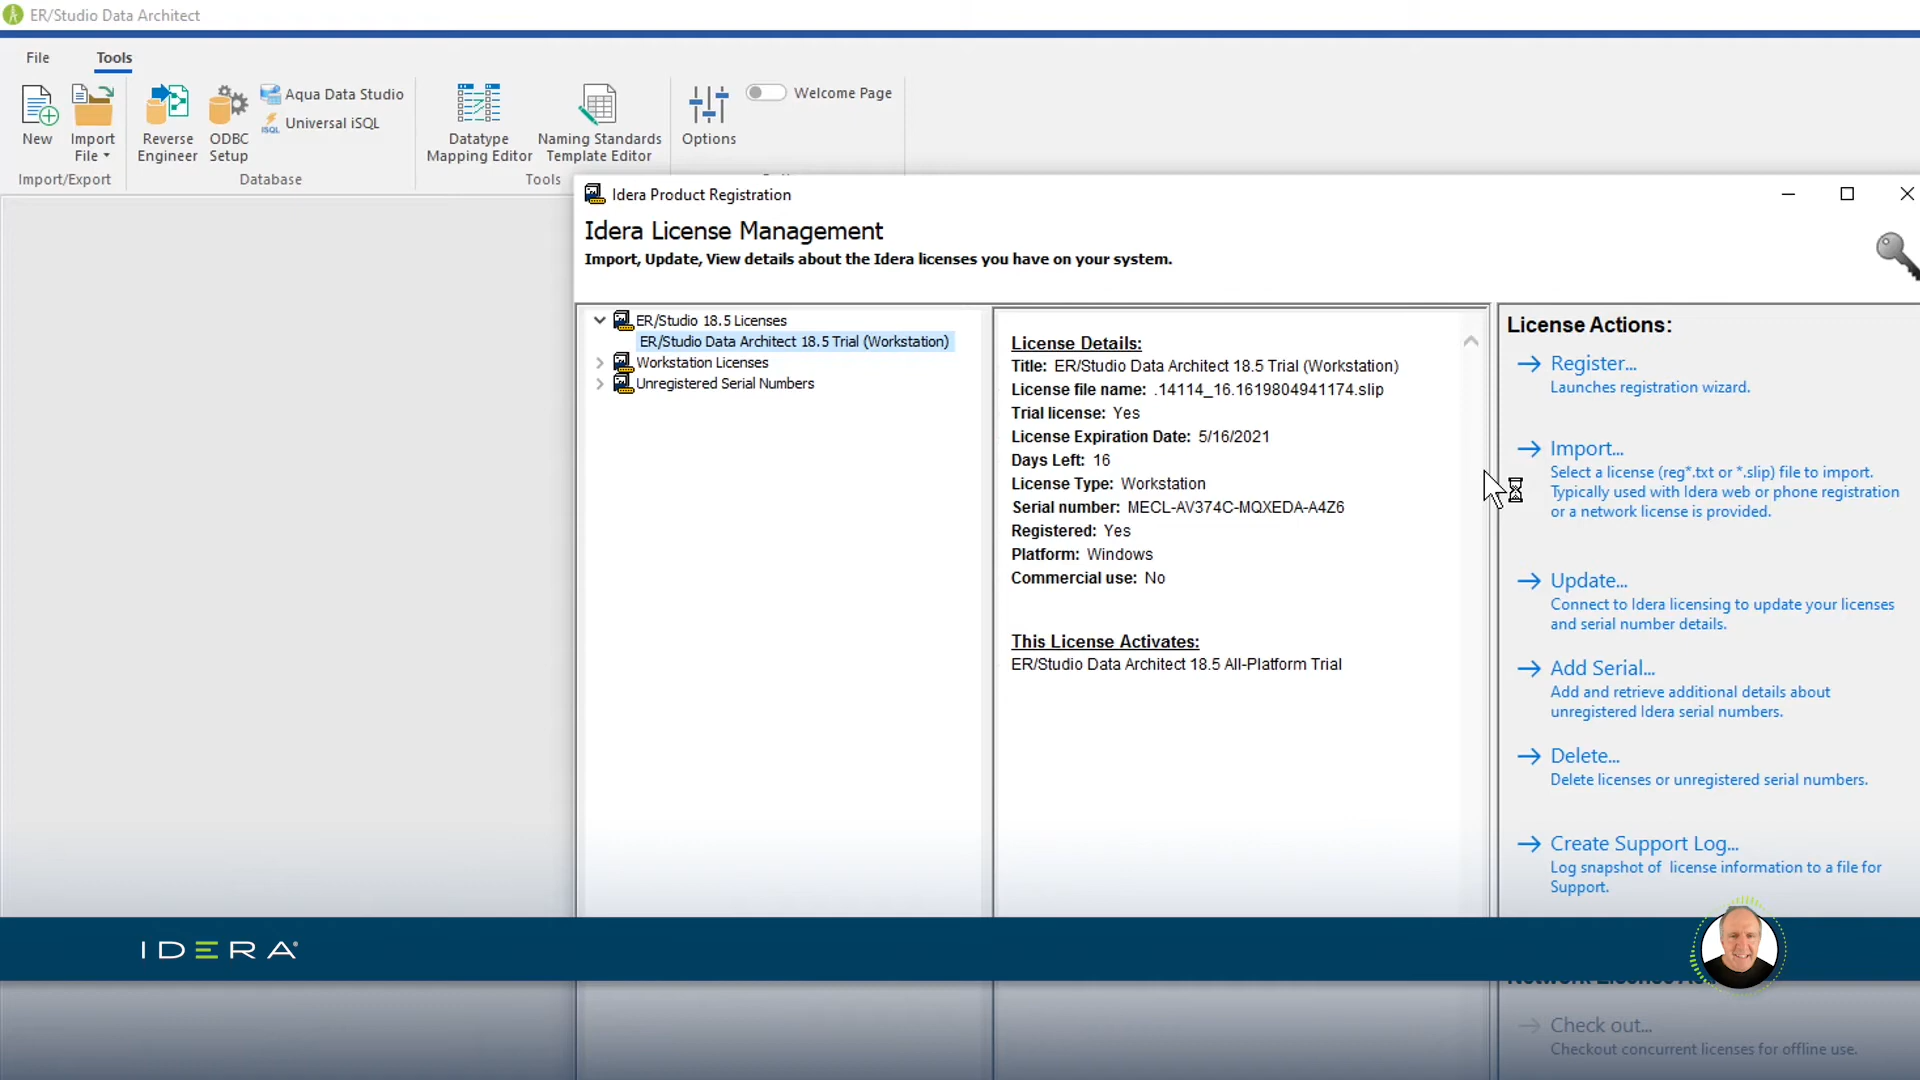 ER/Studio Data Architect
File
Tools
New
Import
File
Reverse
Engineer
ODBC
Setup
Aqua Data Studio
ISQL
Universal iSQL
Datatype
Mapping Editor
Naming Standards
Template Editor
Options
Welcome Page
Import/Export
Database
Tools
Idera Product Registration
Idera License Management
Import, Update, View details about the Idera licenses you have on your system.
ER/Studio 18.5 Licenses
ER/Studio Data Architect 18.5 Trial (Workstation)
Workstation Licenses
Unregistered Serial Numbers
License Details:
Title: ER/Studio Data Architect 18.5 Trial (Workstation)
License file name: .14114_16.1619804941174.slip
Trial license: Yes
License Expiration Date: 5/16/2021
Days Left: 16
License Type: Workstation
Serial number: MECL-AV374C-MQXEDA-A4Z6
Registered: Yes
Platform: Windows
Commercial use: No
This License Activates:
ER/Studio Data Architect 18.5 All-Platform Trial
License Actions:
Register...
Launches registration wizard.
Import...
Select a license (reg*.txt or *.slip) file to import.
Typically used with Idera web or phone registration
or a network license is provided.
Update...
Connect to Idera licensing to update your licenses
and serial number details.
Add Serial...
Add and retrieve additional details about
unregistered Idera serial numbers.
Delete...
Delete licenses or unregistered serial numbers.
Create Support Log...
Log snapshot of license information to a file for
Support.
IDERA
Check out...
Checkout concurrent licenses for offline use.